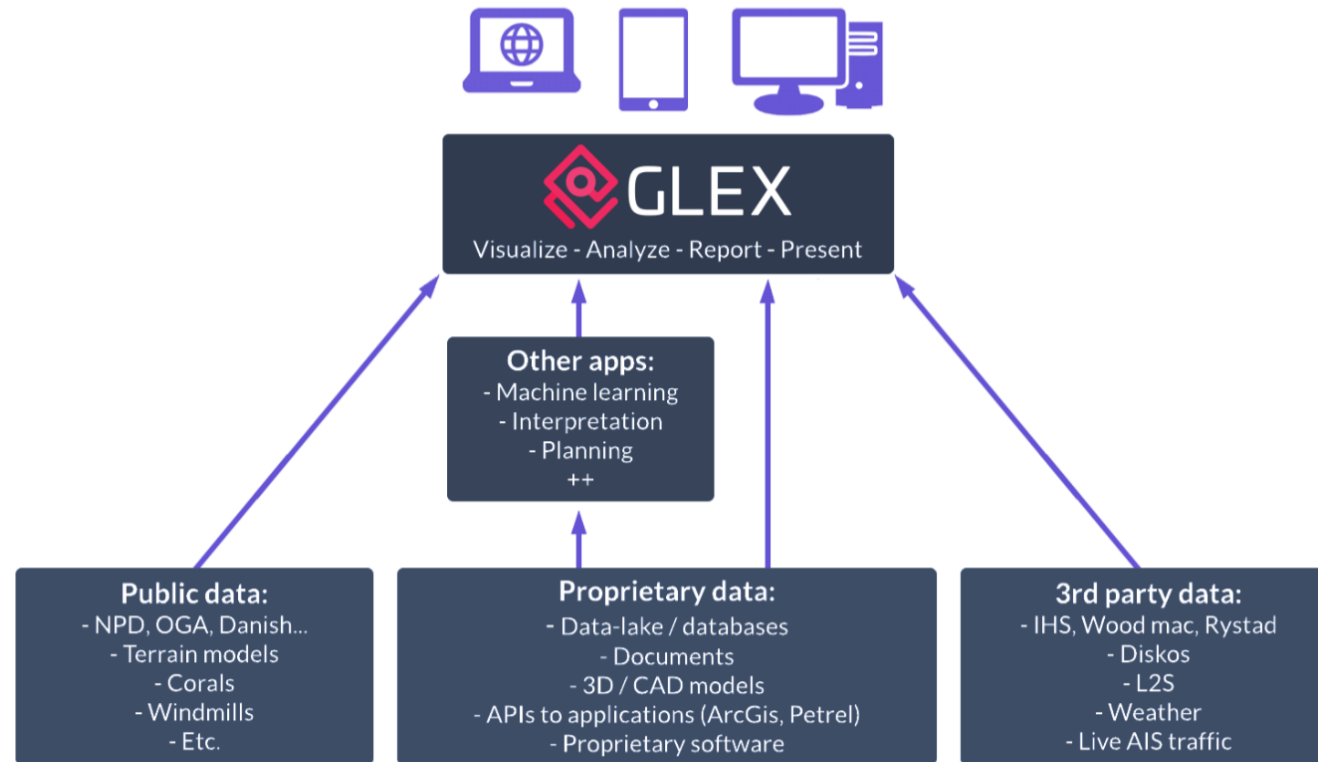 GLEX
Visualize - Analyze - Report - Present
Other apps:
- Machine learning
- Interpretation
- Planning
++
Public data:
- NPD, OGA, Danish...
- Terrain models
- Corals
- Windmills
- Etc.
Proprietary data:
- Data-lake / databases
- Documents
- 3D / CAD models
- APIs to applications (ArcGis, Petrel)
- Proprietary software
3rd party data:
- IHS, Wood mac, Rystad
- Diskos
- L2S
- Weather
- Live AIS traffic